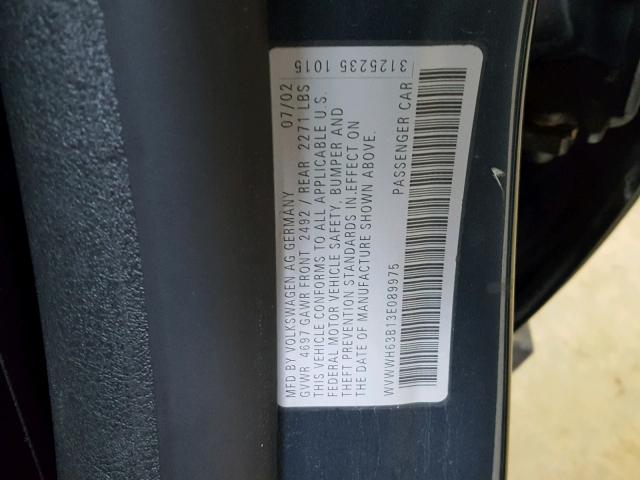 MFD BY VOLKSWAGEN AG GERMANY 07/02
GVWR 4697 GAWR FRONT 2492 / REAR 2271 LBS
THIS VEHICLE CONFORMS TO ALL APPLICABLE U.S.
FEDERAL MOTOR VEHICLE SAFETY, BUMPER AND
THEFT PREVENTION STANDARDS IN EFFECT ON
THE DATE OF MANUFACTURE SHOWN ABOVE.
WVWWH63B13E089975 PASSENGER CAR
3125235 1015